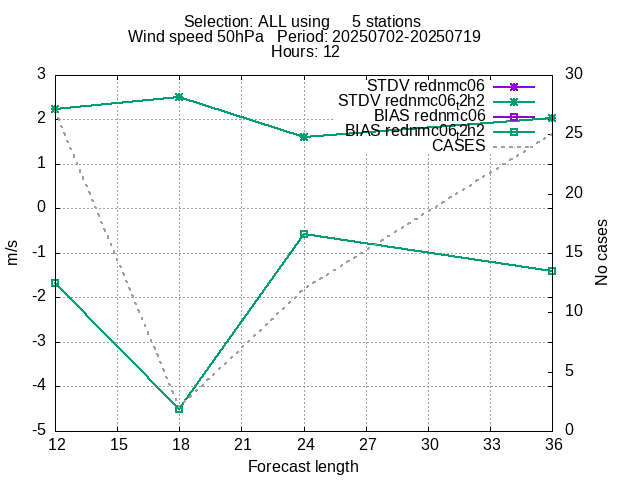 Selection: ALL using     5 stations
Wind speed 50hPa   Period: 20250702-20250719
Hours: 12
STDV rednmc06
STDV rednmc06,2h2
BIAS rednmc06
BIAS rednmc06,2h2
CASES
3
2
1
0
-1
-2
-3
-4
-5
m/s
30
25
20
15
10
5
0
No cases
12 15 18 21 24 27 30 33 36
Forecast length